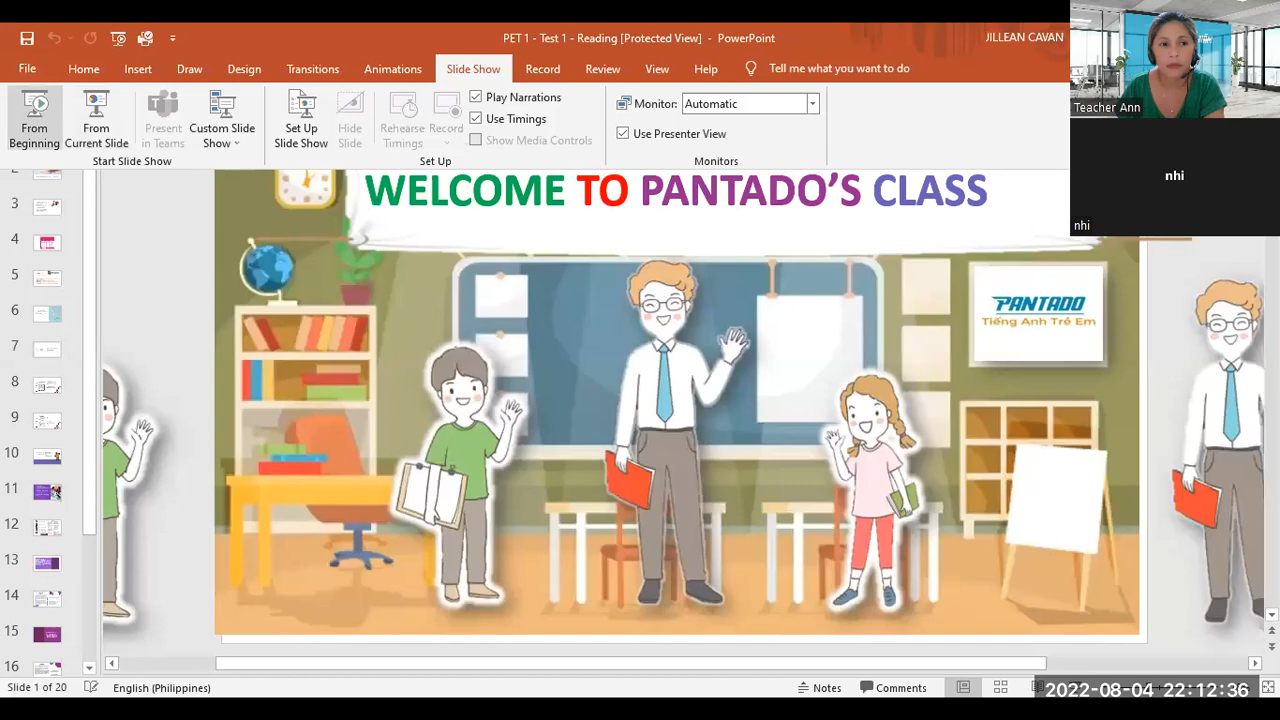 PET 1 - Test 1 - Reading [Protected View] - PowerPoint
JILLEAN CAVAN
File Home Insert Draw Design Transitions Animations Slide Show Record Review View Help Tell me what you want to do
From Beginning
From Current Slide
Present in Teams
Custom Slide Show
Set Up Slide Show
Hide Slide
Rehearse Timings
Record
Play Narrations
Use Timings
Show Media Controls
Monitor: Automatic
Use Presenter View
Start Slide Show
Set Up
Monitors
Teacher Ann
nhi
nhi
2
3
4
5
6
7
8
9
10
11
12
13
14
15
16
WELCOME TO PANTADO’S CLASS
PANTADO
Tiếng Anh Trẻ Em
Slide 1 of 20
English (Philippines)
Notes
Comments
2022-08-04 22:12:36